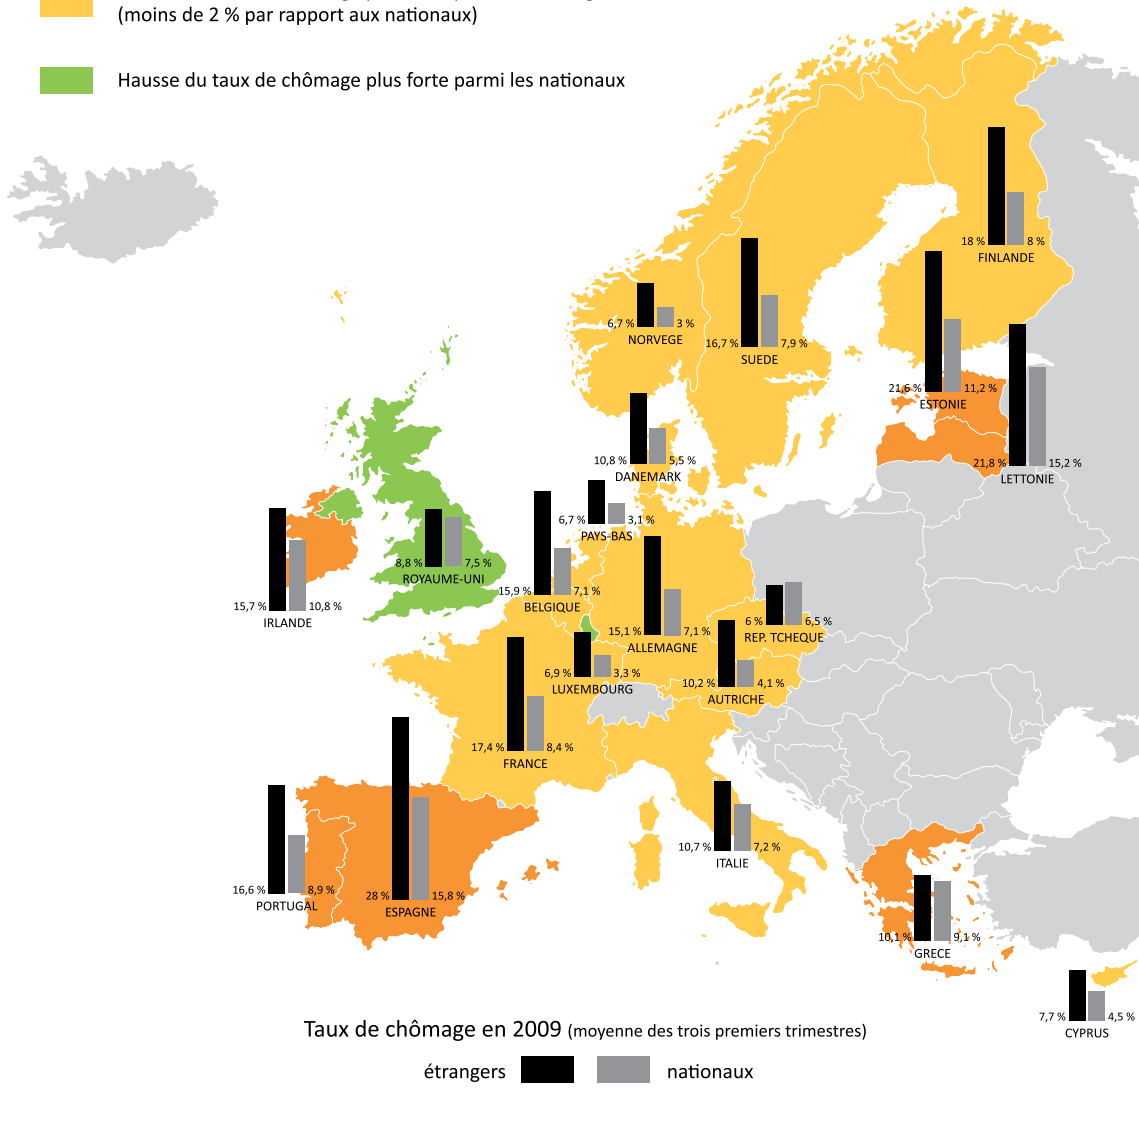 (moins de 2 % par rapport aux nationaux)
Hausse du taux de chômage plus forte parmi les nationaux
18 % 8 %
FINLANDE
6,7 % 3 %
NORVEGE
16,7 % 7,9 %
SUEDE
21,6 % 11,2 %
ESTONIE
10,8 % 5,5 %
DANEMARK
21,8 % 15,2 %
LETTONIE
6,7 % 3,1 %
PAYS-BAS
8,8 % 7,5 %
ROYAUME-UNI
15,9 % 7,1 %
BELGIQUE
15,7 % 10,8 %
IRLANDE
15,1 % 7,1 %
ALLEMAGNE
6 % 6,5 %
REP. TCHEQUE
6,9 % 3,3 %
LUXEMBOURG
10,2 % 4,1 %
AUTRICHE
17,4 % 8,4 %
FRANCE
10,7 % 7,2 %
ITALIE
16,6 % 8,9 %
PORTUGAL
28 % 15,8 %
ESPAGNE
10,1 % 9,1 %
GRECE
7,7 % 4,5 %
CYPRUS
Taux de chômage en 2009 (moyenne des trois premiers trimestres)
étrangers nationaux